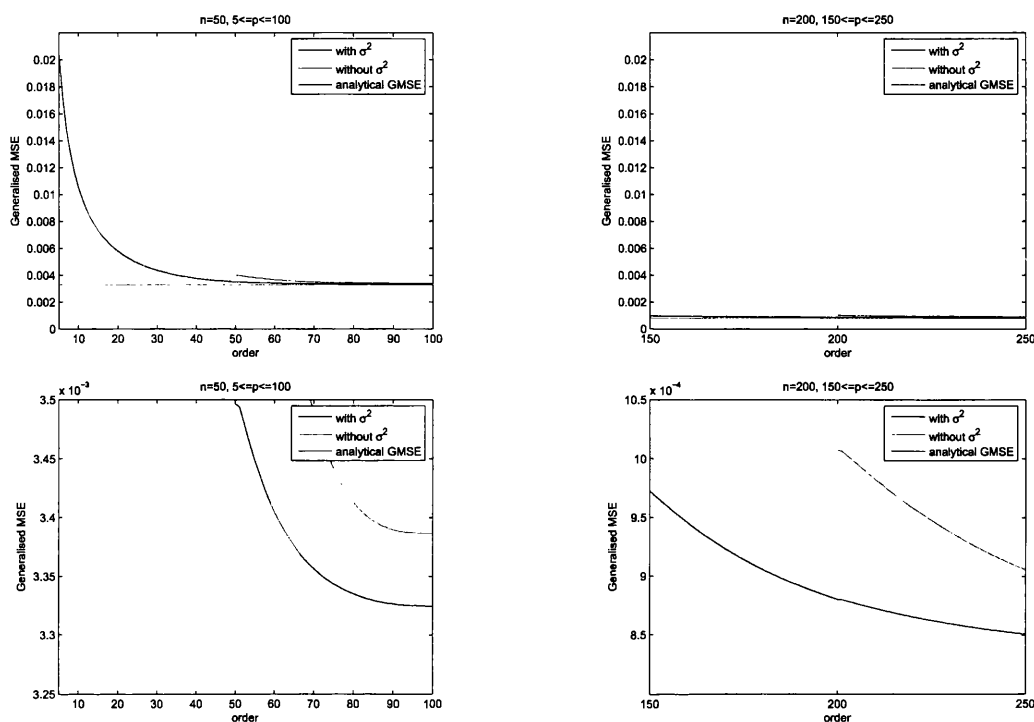 n=50, 5<=p<=100
with σ²
without σ²
analytical GMSE
Generalised MSE
0.02
0.018
0.016
0.014
0.012
0.01
0.008
0.006
0.004
0.002
0
10 20 30 40 50 60 70 80 90 100
order
n=200, 150<=p<=250
with σ²
without σ²
analytical GMSE
Generalised MSE
0.02
0.018
0.016
0.014
0.012
0.01
0.008
0.006
0.004
0.002
0
150 200 250
order
n=50, 5<=p<=100
x 10⁻³
with σ²
without σ²
analytical GMSE
Generalised MSE
3.5
3.45
3.4
3.35
3.3
3.25
10 20 30 40 50 60 70 80 90 100
order
n=200, 150<=p<=250
x 10⁻⁴
with σ²
without σ²
analytical GMSE
Generalised MSE
10.5
10
9.5
9
8.5
150 200 250
order